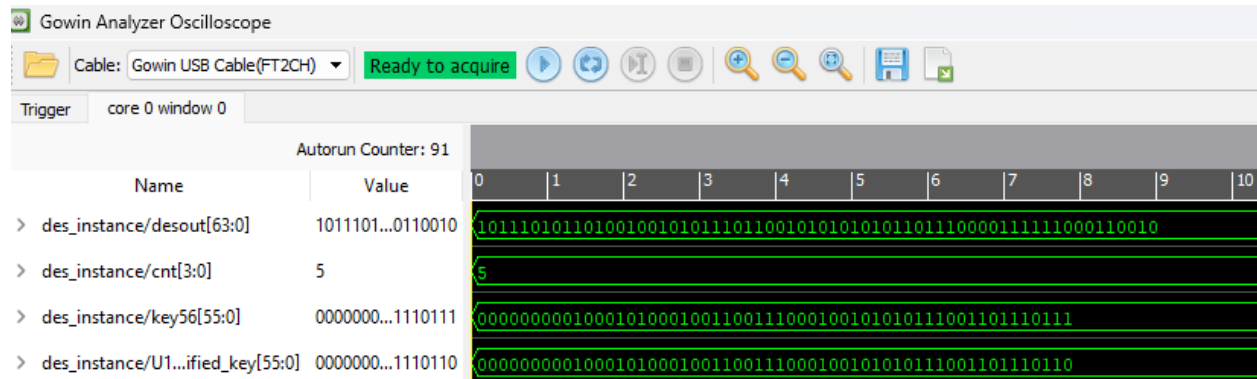 Gowin Analyzer Oscilloscope
Cable: Gowin USB Cable(FT2CH) Ready to acquire
Trigger core 0 window 0
Autorun Counter: 91
Name Value 0 1 2 3 4 5 6 7 8 9 10
des_instance/desout[63:0] 1011101...0110010 1011101011010010010101110110010101010101101110000111111000110010
des_instance/cnt[3:0] 5 5
des_instance/key56[55:0] 0000000...1110111 00000000010001010001001100111000100101010111001101110111
des_instance/U1...ified_key[55:0] 0000000...1110110 00000000010001010001001100111000100101010111001101110110